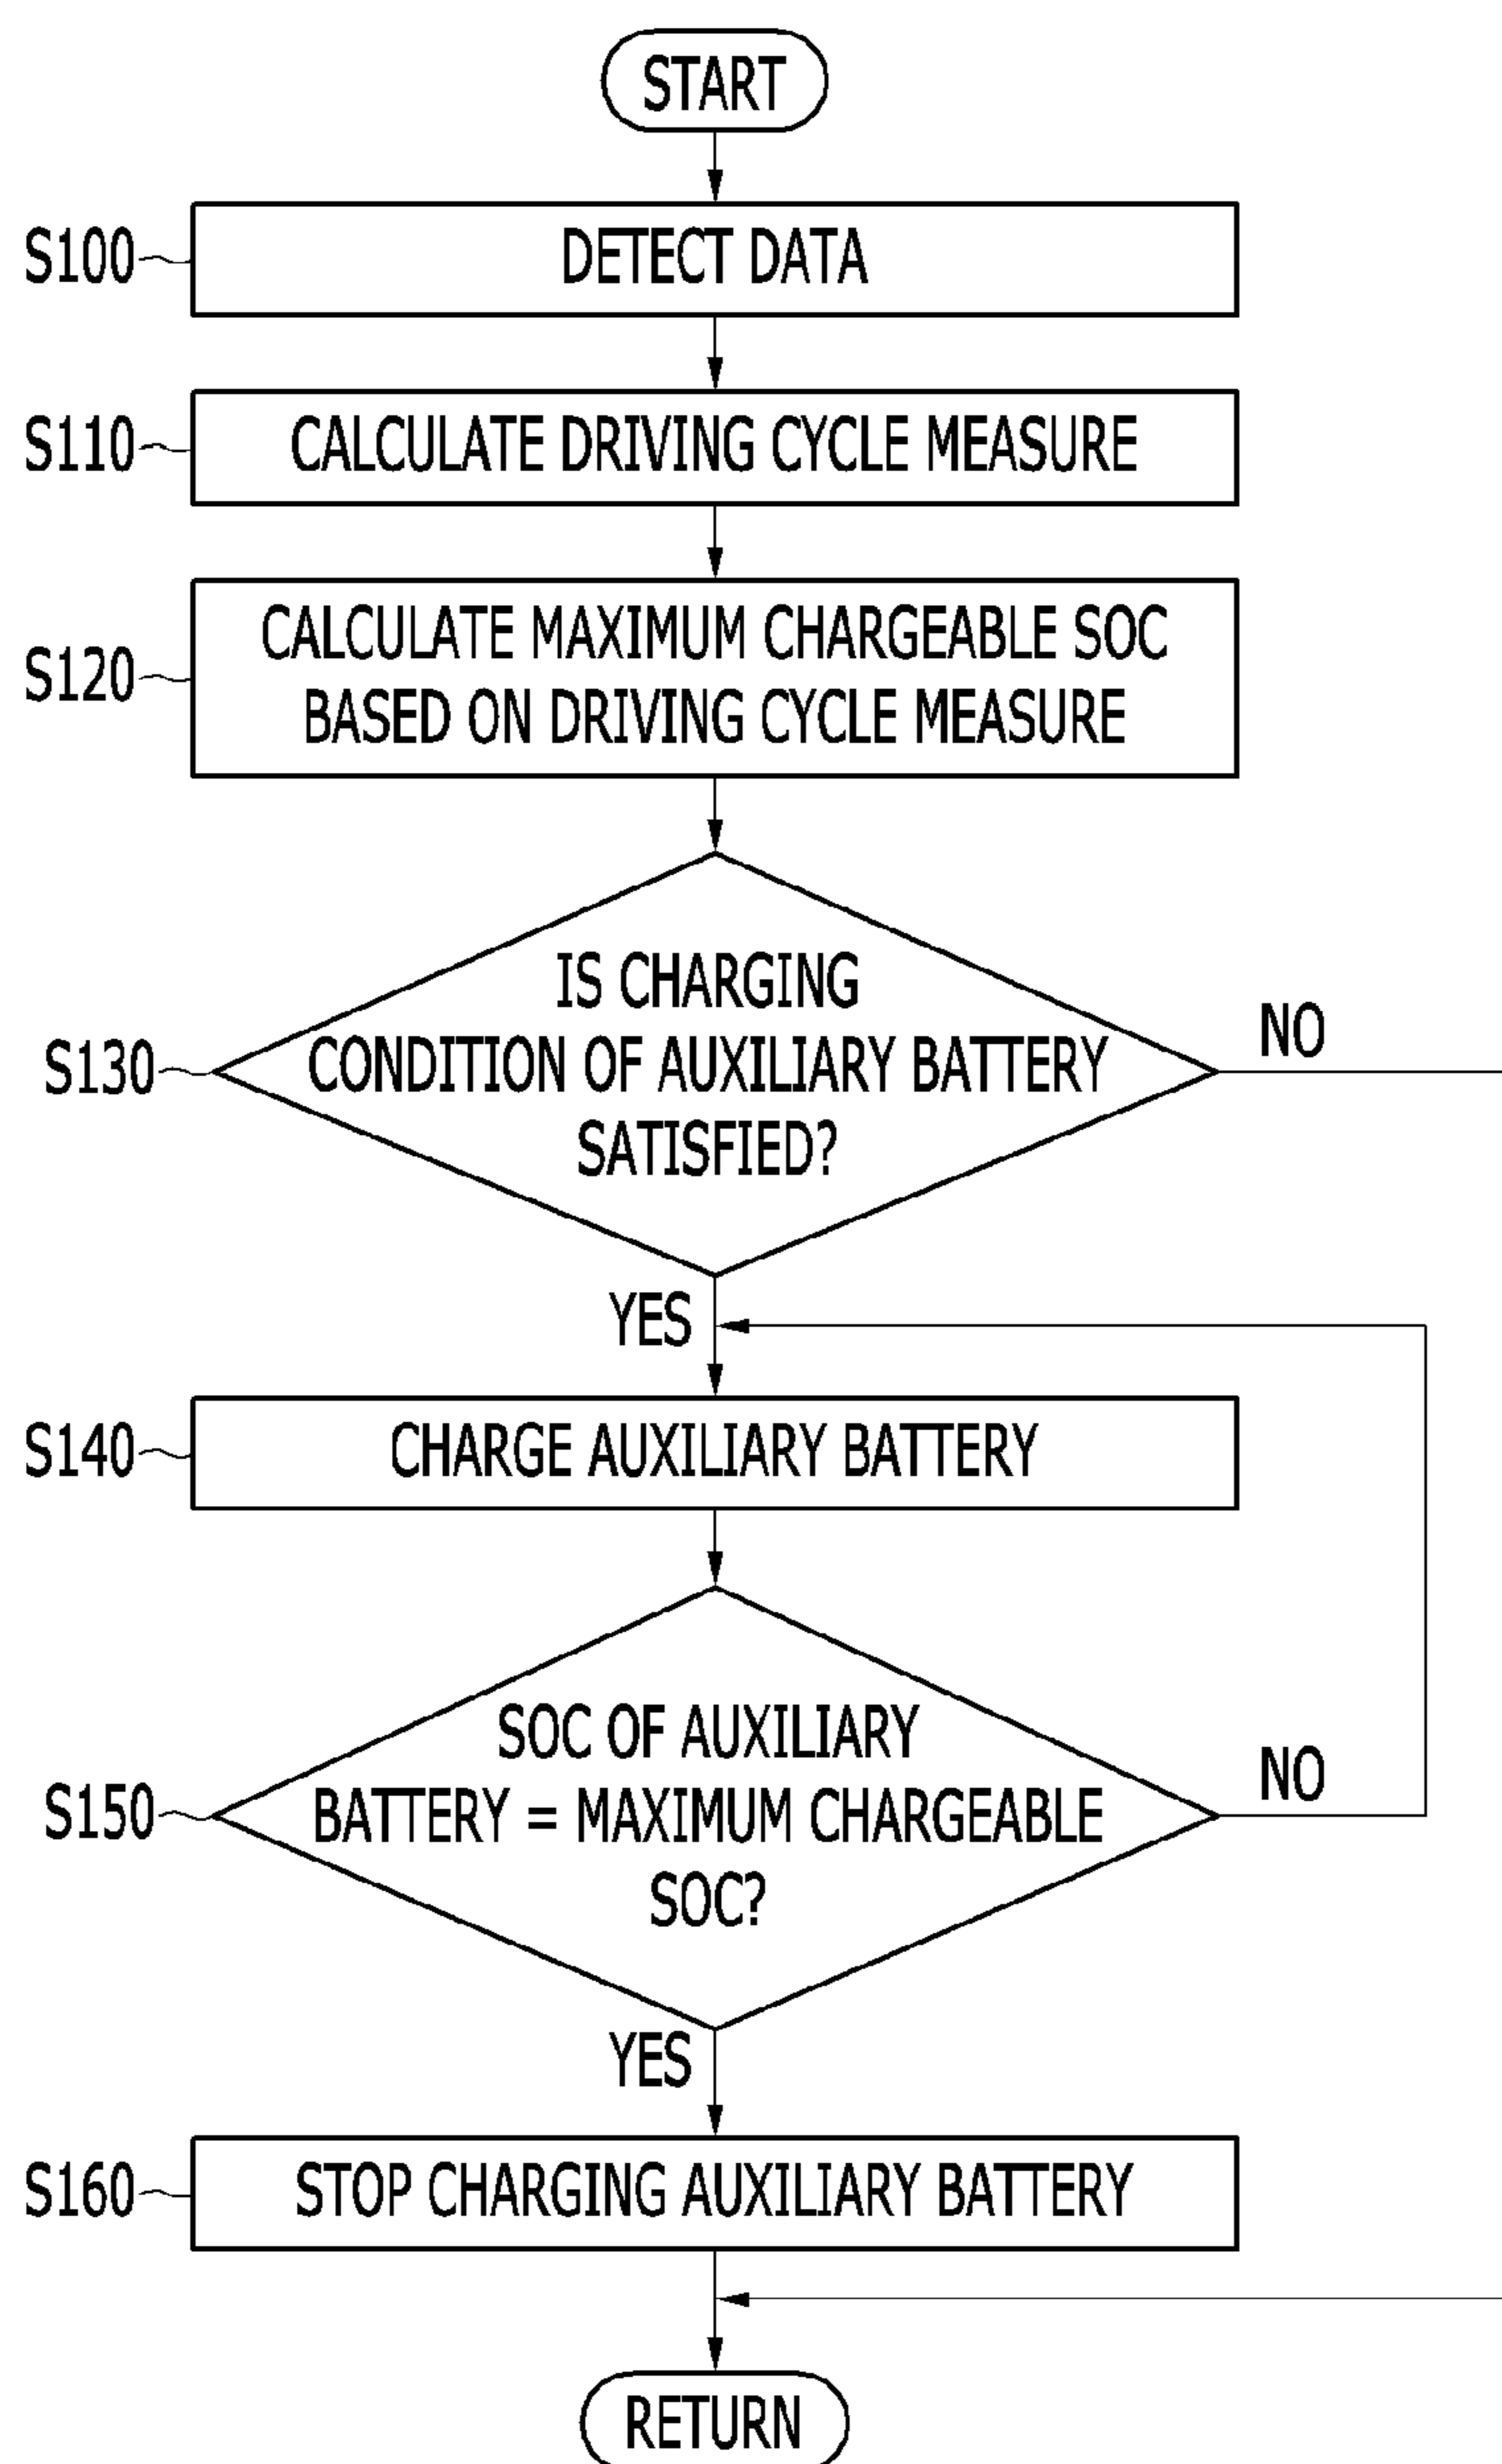 START
S100
DETECT DATA
S110
CALCULATE DRIVING CYCLE MEASURE
S120
CALCULATE MAXIMUM CHARGEABLE SOC
BASED ON DRIVING CYCLE MEASURE
S130
IS CHARGING
CONDITION OF AUXILIARY BATTERY
SATISFIED?
NO
YES
S140
CHARGE AUXILIARY BATTERY
S150
SOC OF AUXILIARY
BATTERY = MAXIMUM CHARGEABLE
SOC?
NO
YES
S160
STOP CHARGING AUXILIARY BATTERY
RETURN